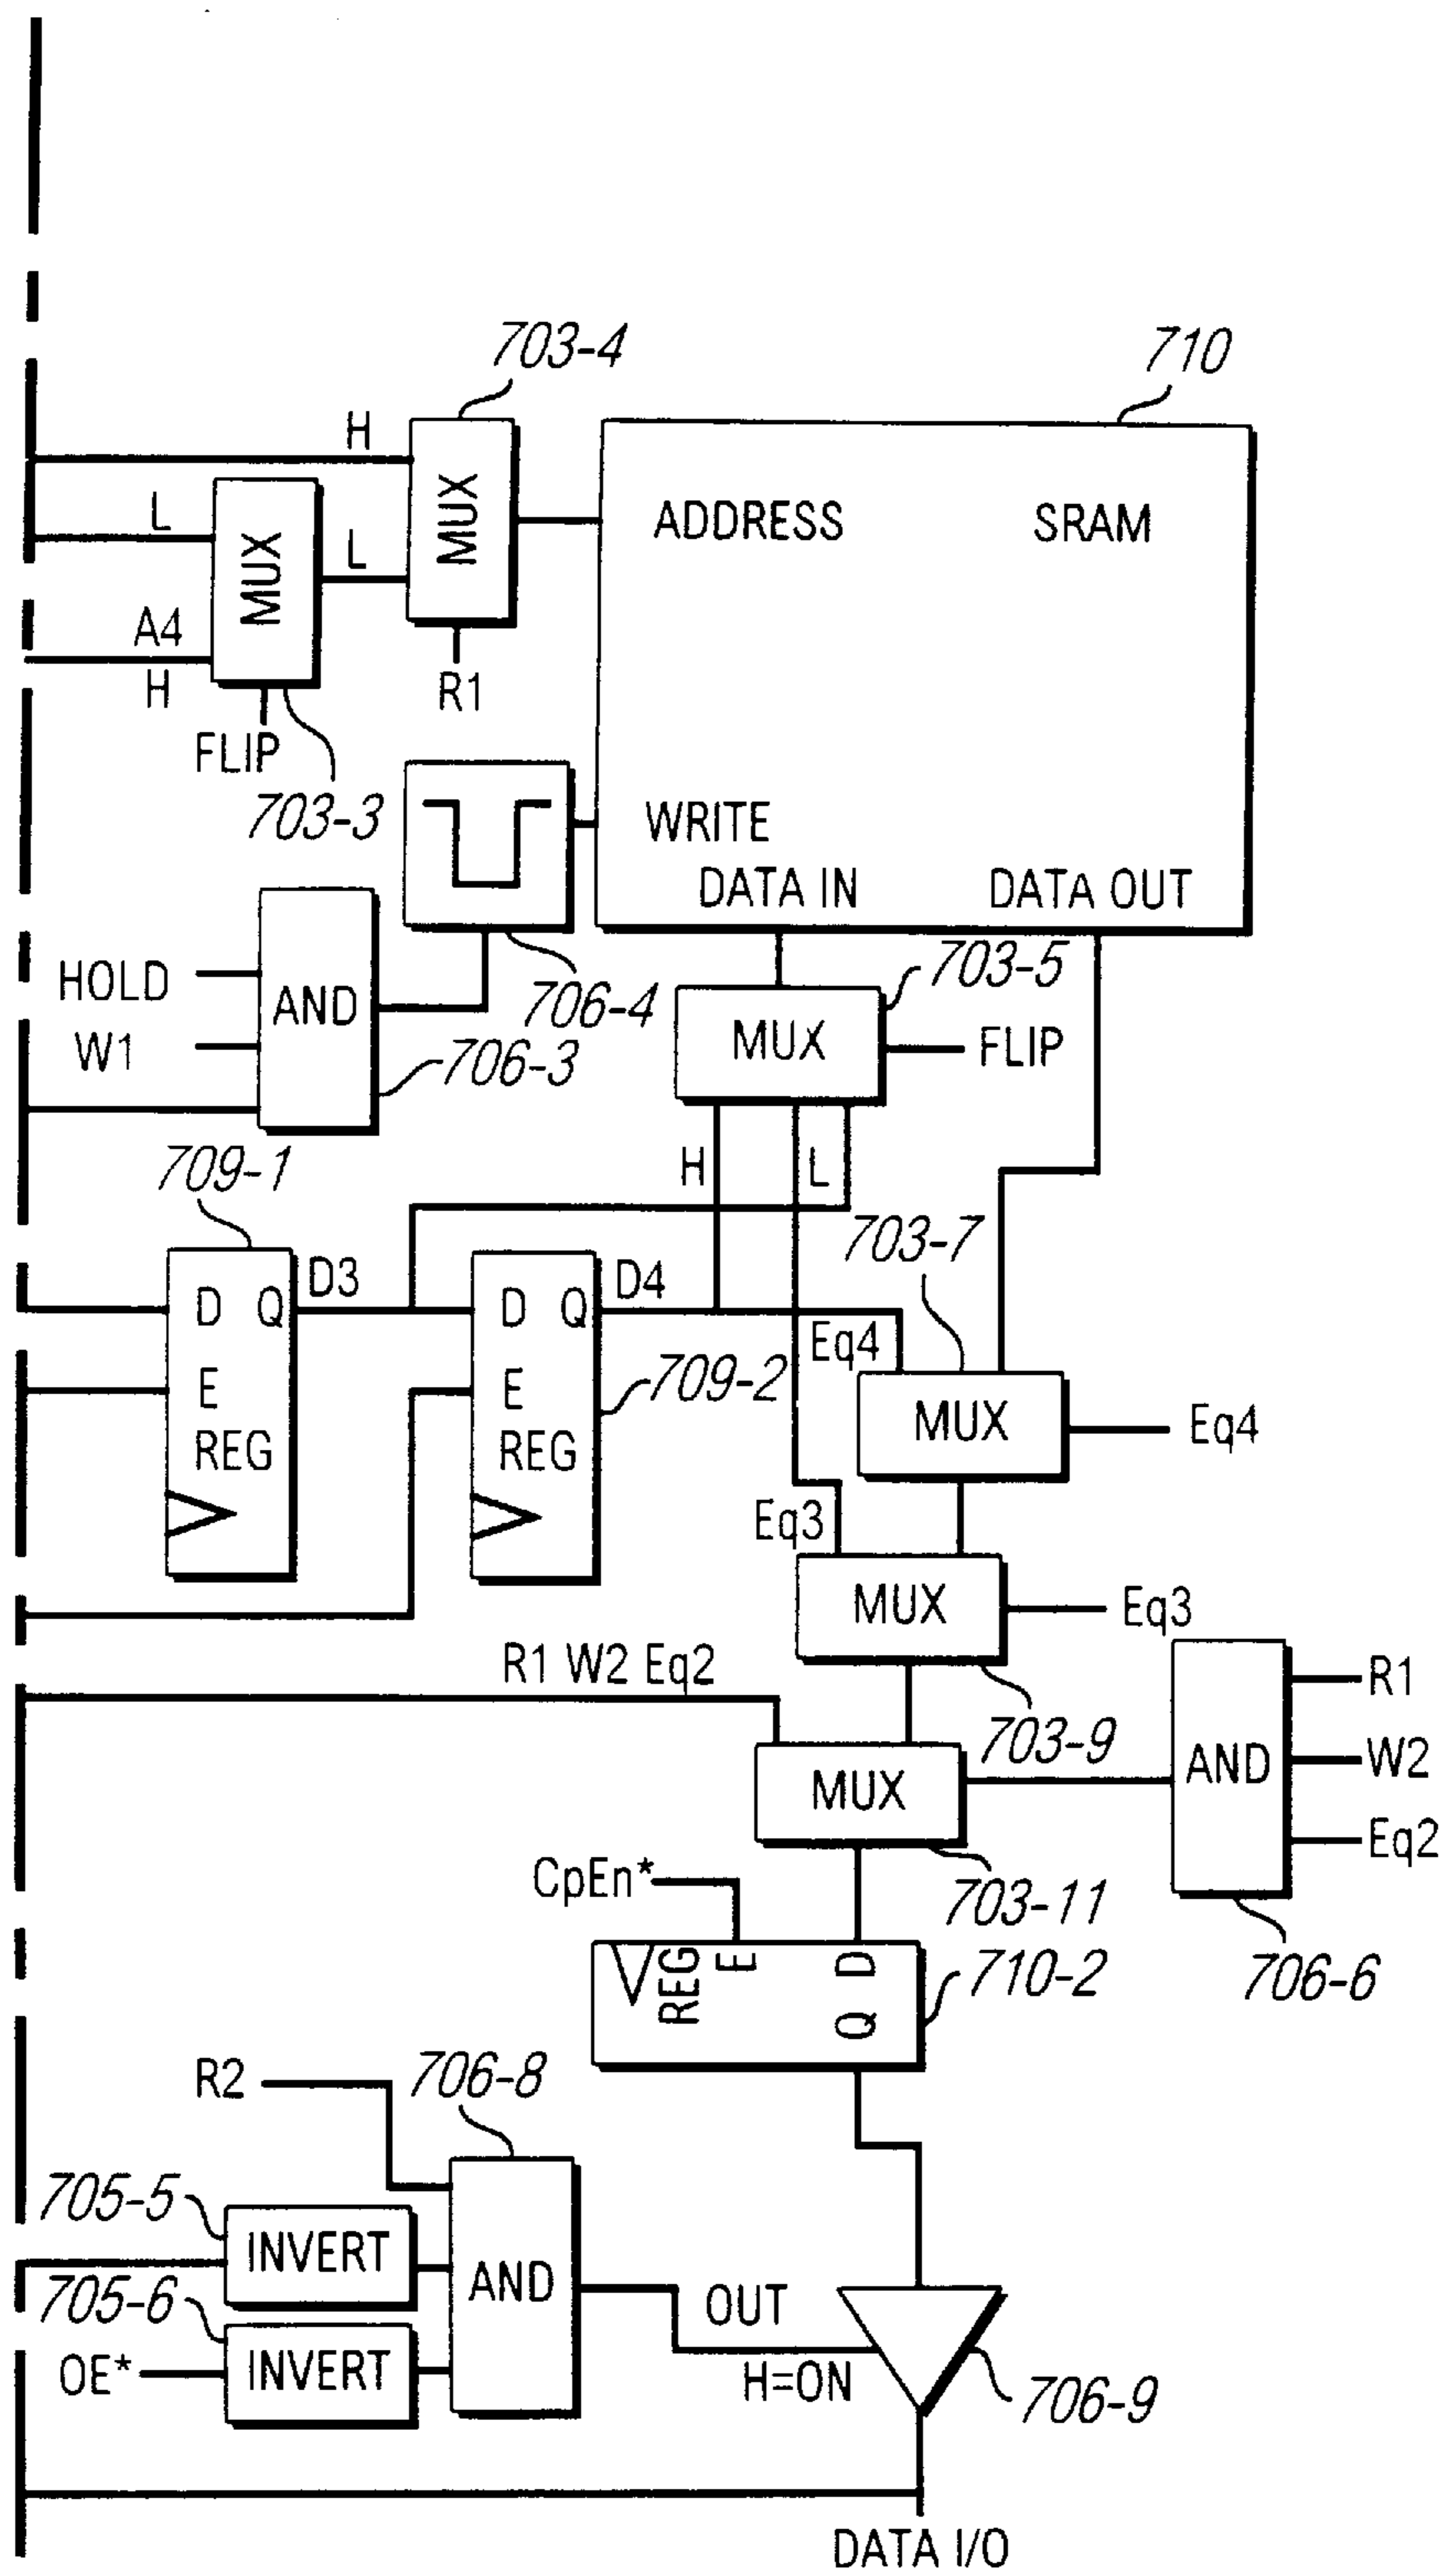 703-4
710
H
MUX
ADDRESS
SRAM
L
MUX
L
A4
H
R1
FLIP
703-3
WRITE
DATA IN
DATA OUT
706-4
703-5
HOLD
AND
MUX
FLIP
W1
706-3
709-1
H
L
703-7
D Q
D3
D Q
D4
Eq4
E
E
709-2
MUX
Eq4
REG
REG
Eq3
MUX
Eq3
R1 W2 Eq2
703-9
R1
AND
W2
MUX
Eq2
CpEn*
703-11
REG
E
D
Q
710-2
706-6
R2
706-8
705-5
INVERT
AND
705-6
OUT
OE*
INVERT
H=ON
706-9
DATA I/O